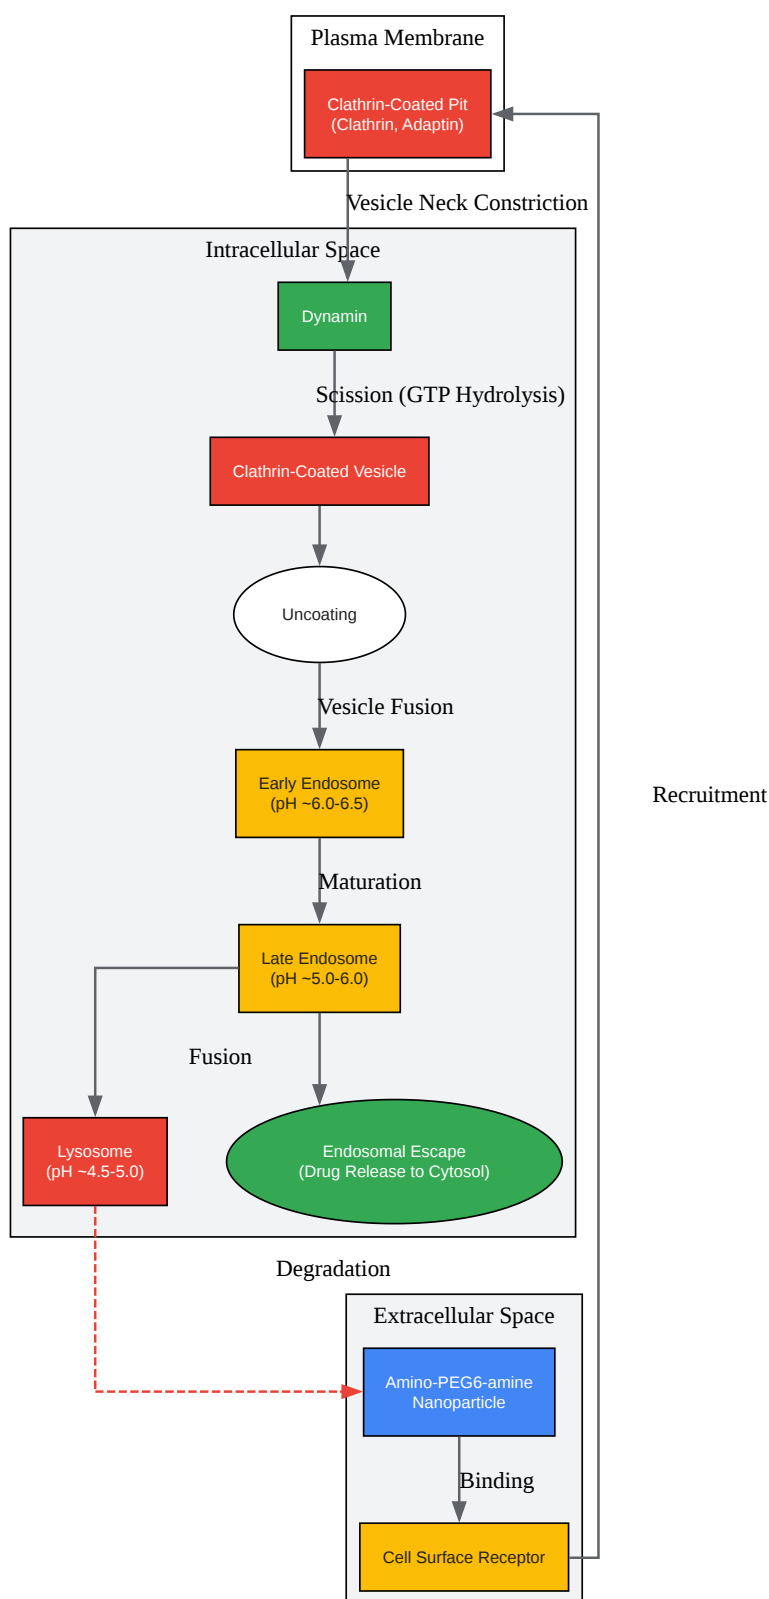 Plasma Membrane
Clathrin-Coated Pit
(Clathrin, Adaptin)
Vesicle Neck Constriction
Intracellular Space
Dynamin
Scission (GTP Hydrolysis)
Clathrin-Coated Vesicle
Uncoating
Vesicle Fusion
Early Endosome
(pH ~6.0-6.5)
Recruitment
Maturation
Late Endosome
(pH ~5.0-6.0)
Fusion
Lysosome
(pH ~4.5-5.0)
Endosomal Escape
(Drug Release to Cytosol)
Degradation
Extracellular Space
Amino-PEG6-amine
Nanoparticle
Binding
Cell Surface Receptor